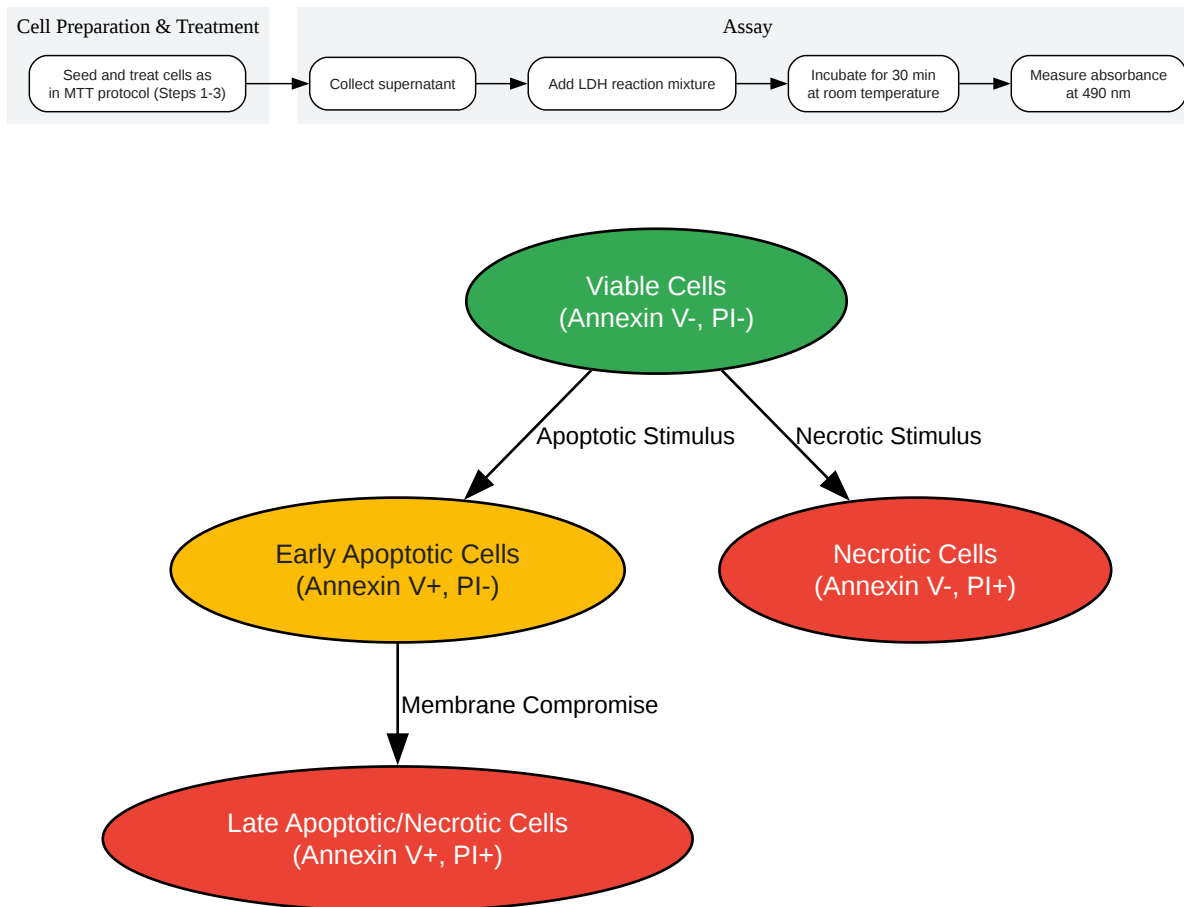 Cell Preparation & Treatment
Assay
Seed and treat cells as
in MTT protocol (Steps 1-3)
Collect supernatant
Add LDH reaction mixture
Incubate for 30 min
at room temperature
Measure absorbance
at 490 nm
Viable Cells
(Annexin V-, PI-)
Apoptotic Stimulus
Necrotic Stimulus
Early Apoptotic Cells
(Annexin V+, PI-)
Necrotic Cells
(Annexin V-, PI+)
Membrane Compromise
Late Apoptotic/Necrotic Cells
(Annexin V+, PI+)